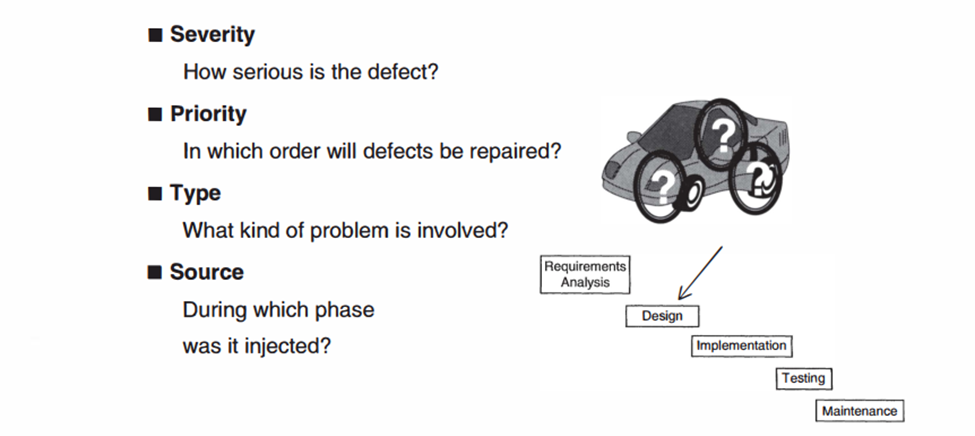 ■ Severity
How serious is the defect?
■ Priority
In which order will defects be repaired?
■ Type
What kind of problem is involved?
■ Source
During which phase
was it injected?
? ? ?
Requirements
Analysis
Design
Implementation
Testing
Maintenance